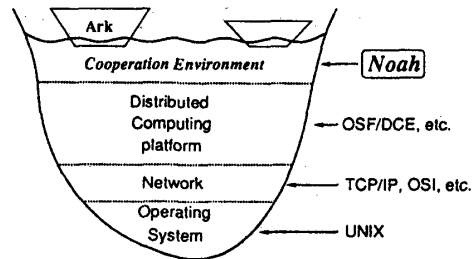 Ark
Cooperation Environment
Noah
Distributed
Computing
platform
OSF/DCE, etc.
Network
TCP/IP, OSI, etc.
Operating
System
UNIX